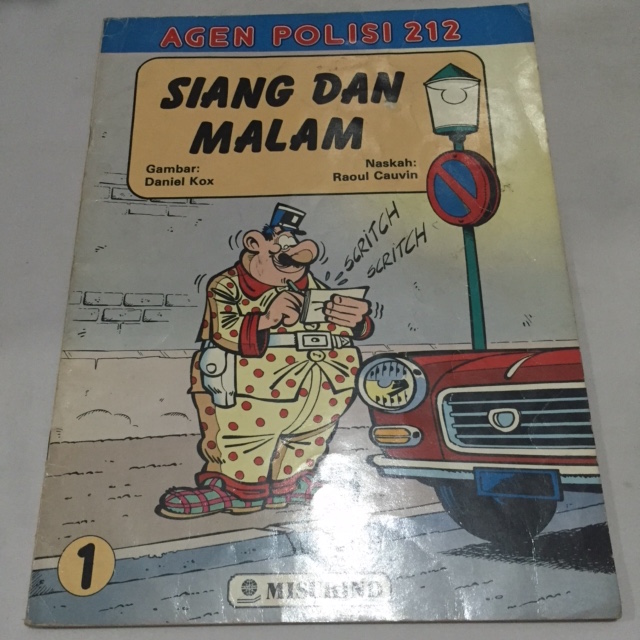 AGEN POLISI 212
SIANG DAN
MALAM
Gambar:
Daniel Kox
Naskah:
Raoul Cauvin
SCRITCH
SCRITCH
1
MISURIND